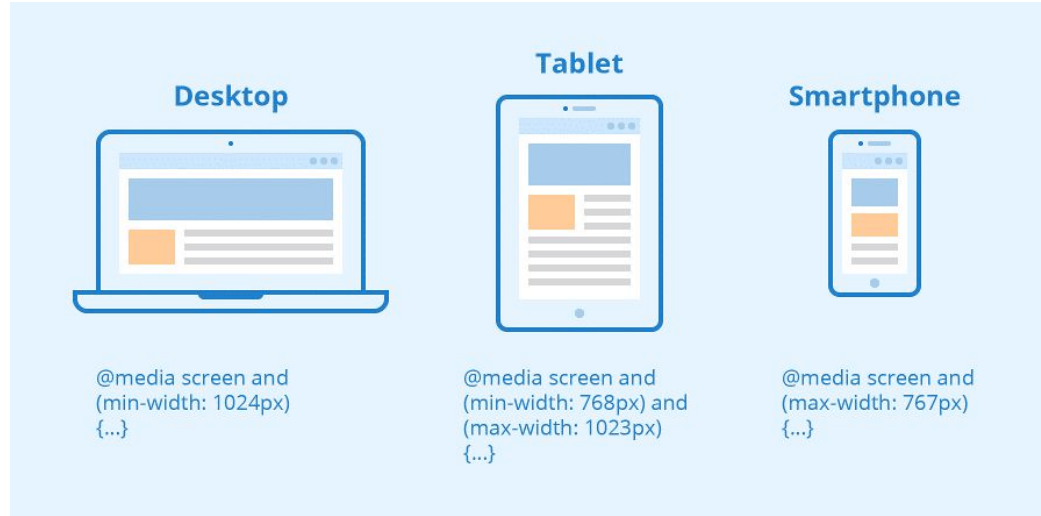 Desktop
Tablet
Smartphone
@media screen and
(min-width: 1024px)
{...}
@media screen and
(min-width: 768px) and
(max-width: 1023px)
{...}
@media screen and
(max-width: 767px)
{...}